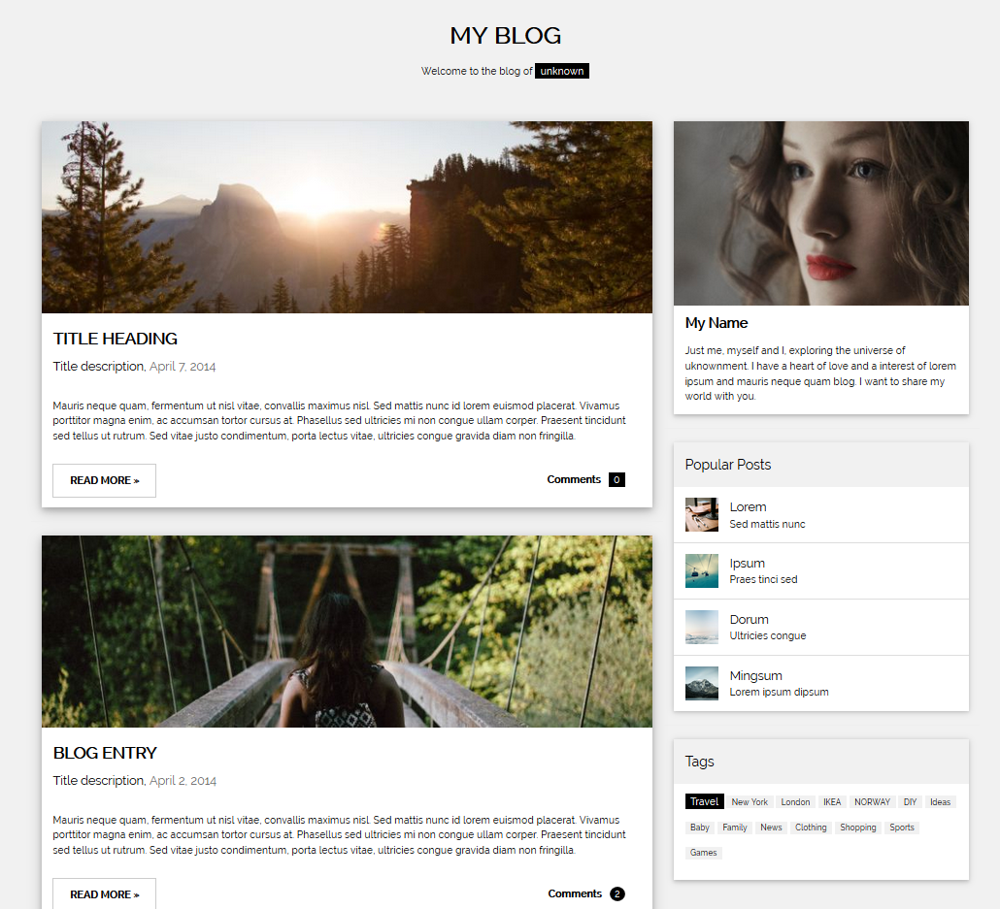 MY BLOG
Welcome to the blog of unknown
TITLE HEADING
Title description, April 7, 2014
Mauris neque quam, fermentum ut nisl vitae, convallis maximus nisl. Sed mattis nunc id lorem euismod placerat. Vivamus
porttitor magna enim, ac accumsan tortor cursus at. Phasellus sed ultricies mi non congue ullam corper. Praesent tincidunt
sed tellus ut rutrum. Sed vitae justo condimentum, porta lectus vitae, ultricies congue gravida diam non fringilla.
READ MORE »
Comments 0
BLOG ENTRY
Title description, April 2, 2014
Mauris neque quam, fermentum ut nisl vitae, convallis maximus nisl. Sed mattis nunc id lorem euismod placerat. Vivamus
porttitor magna enim, ac accumsan tortor cursus at. Phasellus sed ultricies mi non congue ullam corper. Praesent tincidunt
sed tellus ut rutrum. Sed vitae justo condimentum, porta lectus vitae, ultricies congue gravida diam non fringilla.
READ MORE »
Comments 2
My Name
Just me, myself and I, exploring the universe of
uknownment. I have a heart of love and a interest of lorem
ipsum and mauris neque quam blog. I want to share my
world with you.
Popular Posts
Lorem
Sed mattis nunc
Ipsum
Praes tinci sed
Dorum
Ultricies congue
Mingsum
Lorem ipsum dipsum
Tags
Travel New York London IKEA NORWAY DIY Ideas
Baby Family News Clothing Shopping Sports
Games